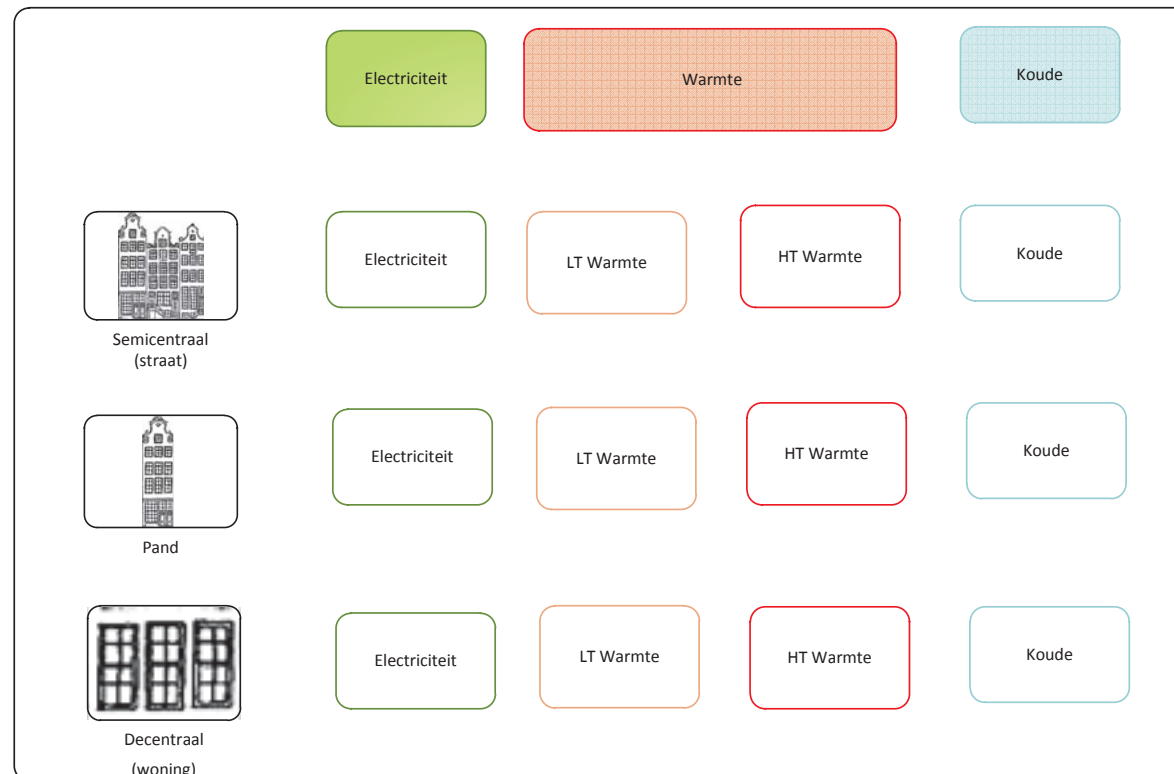 Electriciteit
Warmte
Koude
Electriciteit
LT Warmte
HT Warmte
Koude
Semicentraal
(straat)
Electriciteit
LT Warmte
HT Warmte
Koude
Pand
Electriciteit
LT Warmte
HT Warmte
Koude
Decentraal
(woning)